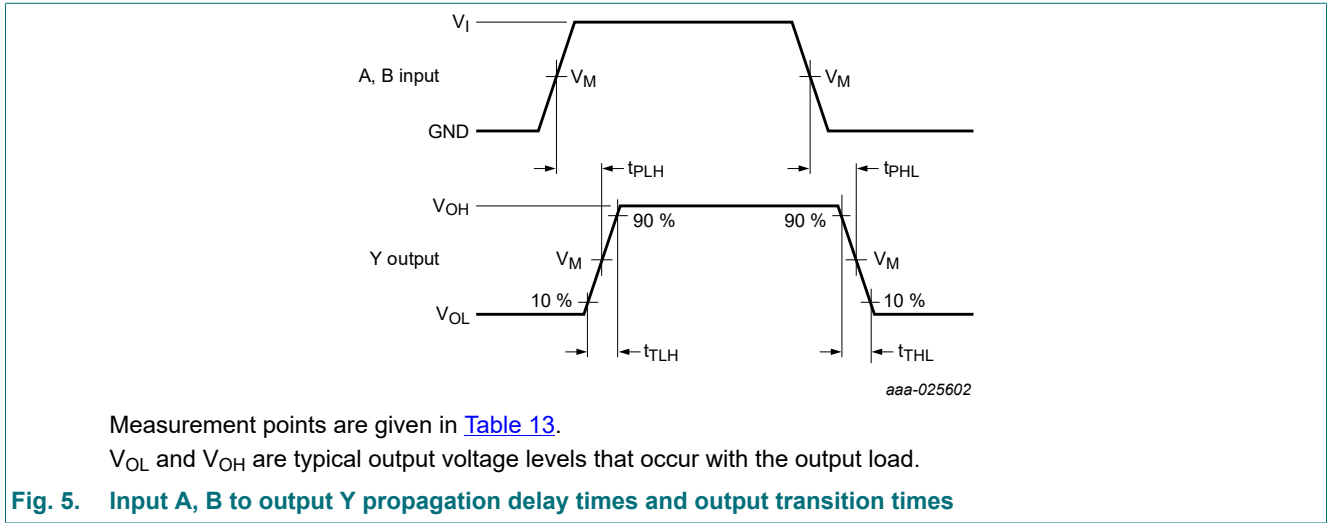 VI
A, B input
VM
VM
GND
tPLH
tPHL
VOH
90 %
90 %
Y output
VM
VM
10 %
10 %
VOL
tTLH
tTHL
aaa-025602
Measurement points are given in Table 13.
VOL and VOH are typical output voltage levels that occur with the output load.
Fig. 5. Input A, B to output Y propagation delay times and output transition times